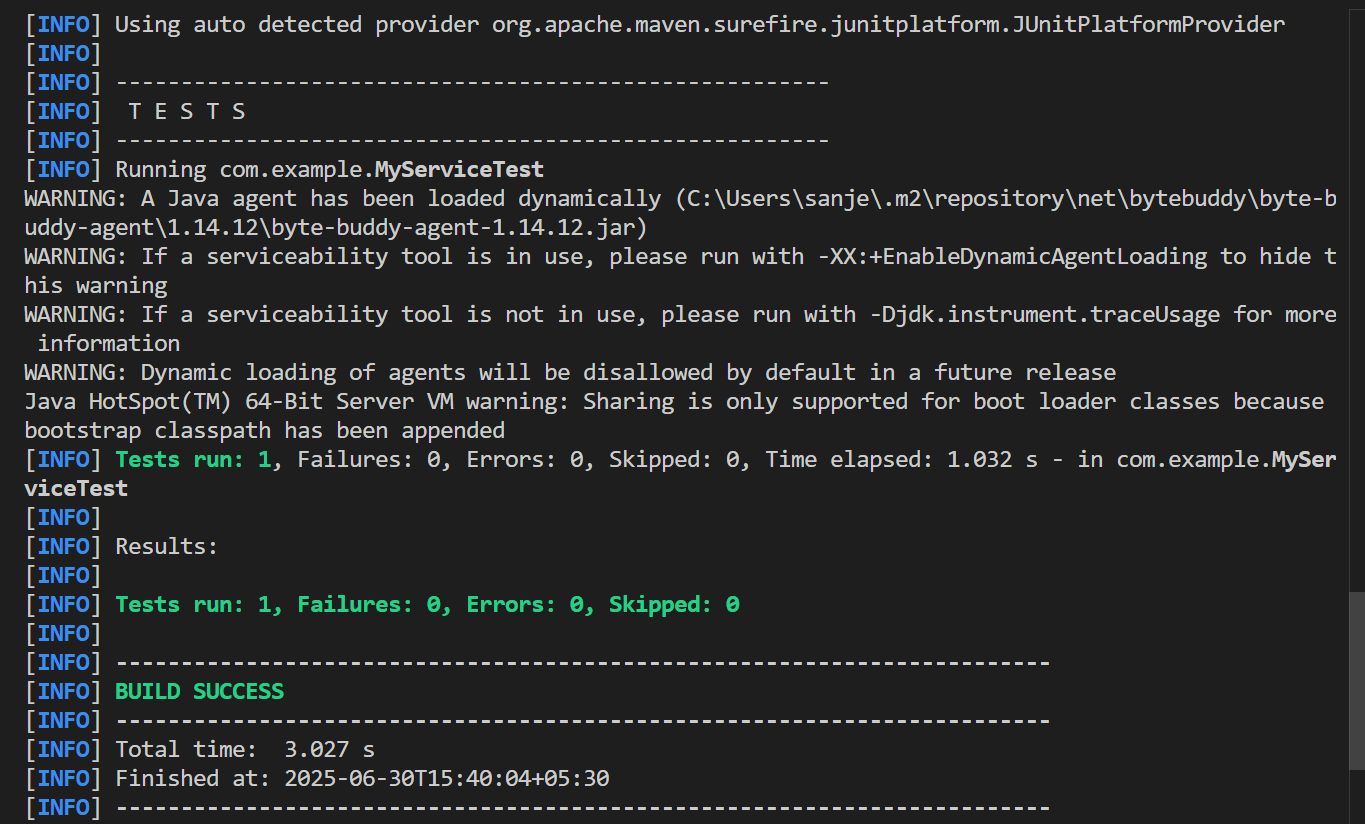 [INFO] Using auto detected provider org.apache.maven.surefire.junitplatform.JUnitPlatformProvider
[INFO]
[INFO] -------------------------------------------------------
[INFO]  T E S T S
[INFO] -------------------------------------------------------
[INFO] Running com.example.MyServiceTest
WARNING: A Java agent has been loaded dynamically (C:\Users\sanje\.m2\repository\net\bytebuddy\byte-b
uddy-agent\1.14.12\byte-buddy-agent-1.14.12.jar)
WARNING: If a serviceability tool is in use, please run with -XX:+EnableDynamicAgentLoading to hide t
his warning
WARNING: If a serviceability tool is not in use, please run with -Djdk.instrument.traceUsage for more
 information
WARNING: Dynamic loading of agents will be disallowed by default in a future release
Java HotSpot(TM) 64-Bit Server VM warning: Sharing is only supported for boot loader classes because
bootstrap classpath has been appended
[INFO] Tests run: 1, Failures: 0, Errors: 0, Skipped: 0, Time elapsed: 1.032 s - in com.example.MySer
viceTest
[INFO]
[INFO] Results:
[INFO]
[INFO] Tests run: 1, Failures: 0, Errors: 0, Skipped: 0
[INFO]
[INFO] ------------------------------------------------------------------------
[INFO] BUILD SUCCESS
[INFO] ------------------------------------------------------------------------
[INFO] Total time:  3.027 s
[INFO] Finished at: 2025-06-30T15:40:04+05:30
[INFO] ------------------------------------------------------------------------